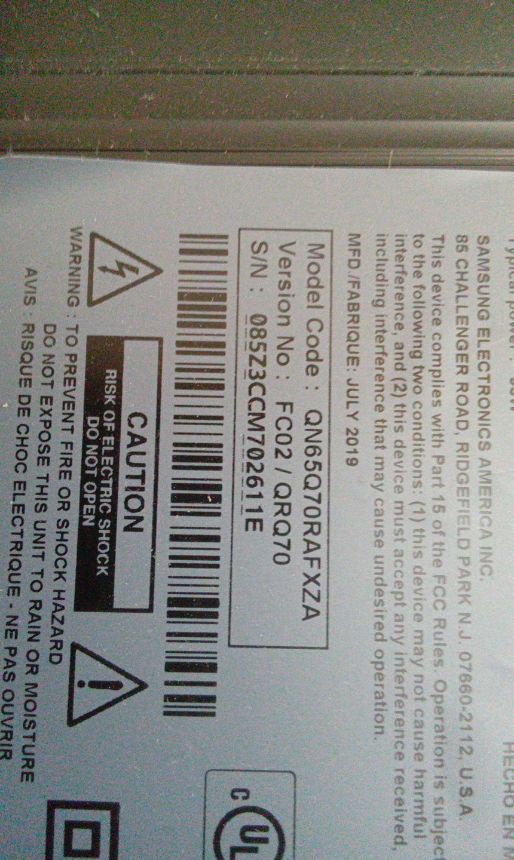 SAMSUNG ELECTRONICS AMERICA INC.
85 CHALLENGER ROAD, RIDGEFIELD PARK N.J. 07660-2112, U.S.A.
This device complies with Part 15 of the FCC Rules. Operation is subject
to the following two conditions: (1) this device may not cause harmful
interference, and (2) this device must accept any interference received,
including interference that may cause undesired operation.
MFD./FABRIQUE: JULY 2019
HECHO EN
Model Code : QN65Q70RAFXZA
Version No : FC02 / QRQ70
S/N : 085Z3CCM702611E
C UL
CAUTION
RISK OF ELECTRIC SHOCK
DO NOT OPEN
WARNING : TO PREVENT FIRE OR SHOCK HAZARD
DO NOT EXPOSE THIS UNIT TO RAIN OR MOISTURE
AVIS : RISQUE DE CHOC ELECTRIQUE - NE PAS OUVRIR